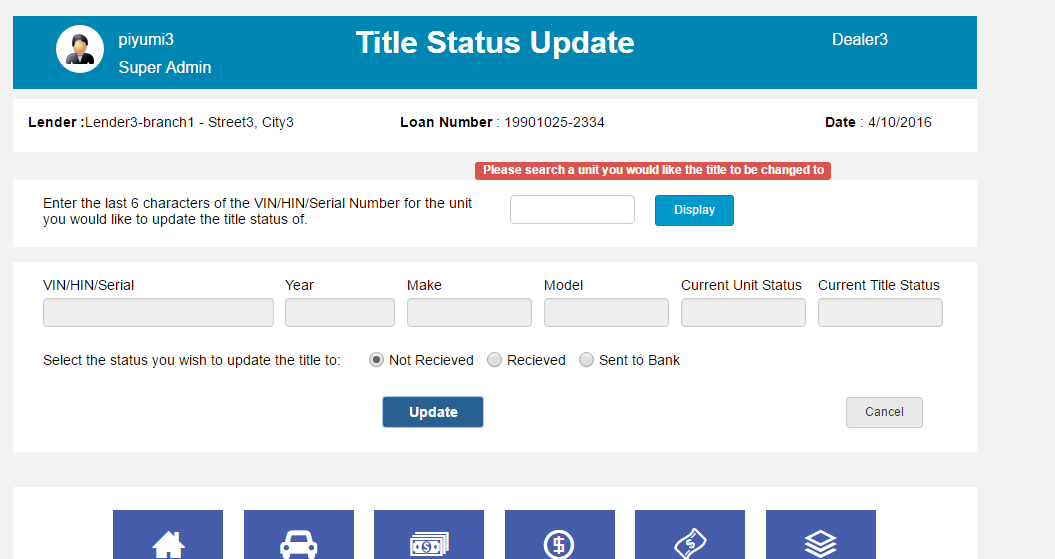 piyumi3
Super Admin
Title Status Update
Dealer3
Lender :Lender3-branch1 - Street3, City3
Loan Number : 19901025-2334
Date : 4/10/2016
Please search a unit you would like the title to be changed to
Enter the last 6 characters of the VIN/HIN/Serial Number for the unit
you would like to update the title status of.
Display
VIN/HIN/Serial
Year
Make
Model
Current Unit Status
Current Title Status
Select the status you wish to update the title to:
Not Recieved
Recieved
Sent to Bank
Update
Cancel